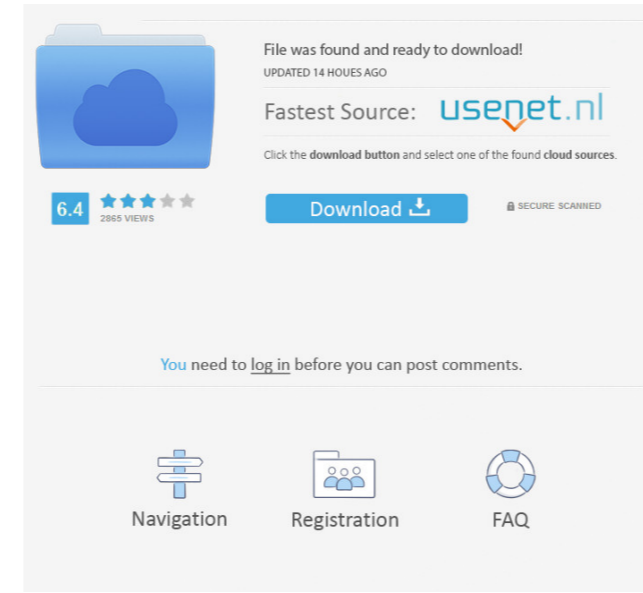 File was found and ready to download!
UPDATED 14 HOUES AGO
Fastest Source: usenet.nl
Click the download button and select one of the found cloud sources.
6.4
2865 VIEWS
Download
SECURE SCANNED
You need to log in before you can post comments.
Navigation
Registration
FAQ